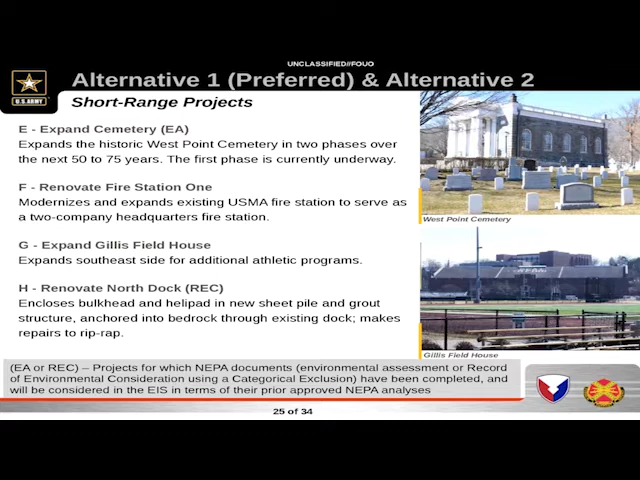 UNCLASSIFIED//FOUO
Alternative 1 (Preferred) & Alternative 2
U.S.ARMY
Short-Range Projects
E - Expand Cemetery (EA)
Expands the historic West Point Cemetery in two phases over
the next 50 to 75 years. The first phase is currently underway.
F - Renovate Fire Station One
Modernizes and expands existing USMA fire station to serve as
a two-company headquarters fire station.
G - Expand Gillis Field House
Expands southeast side for additional athletic programs.
H - Renovate North Dock (REC)
Encloses bulkhead and helipad in new sheet pile and grout
structure, anchored into bedrock through existing dock; makes
repairs to rip-rap.
West Point Cemetery
Gillis Field House
(EA or REC) – Projects for which NEPA documents (environmental assessment or Record
of Environmental Consideration using a Categorical Exclusion) have been completed, and
will be considered in the EIS in terms of their prior approved NEPA analyses
25 of 34